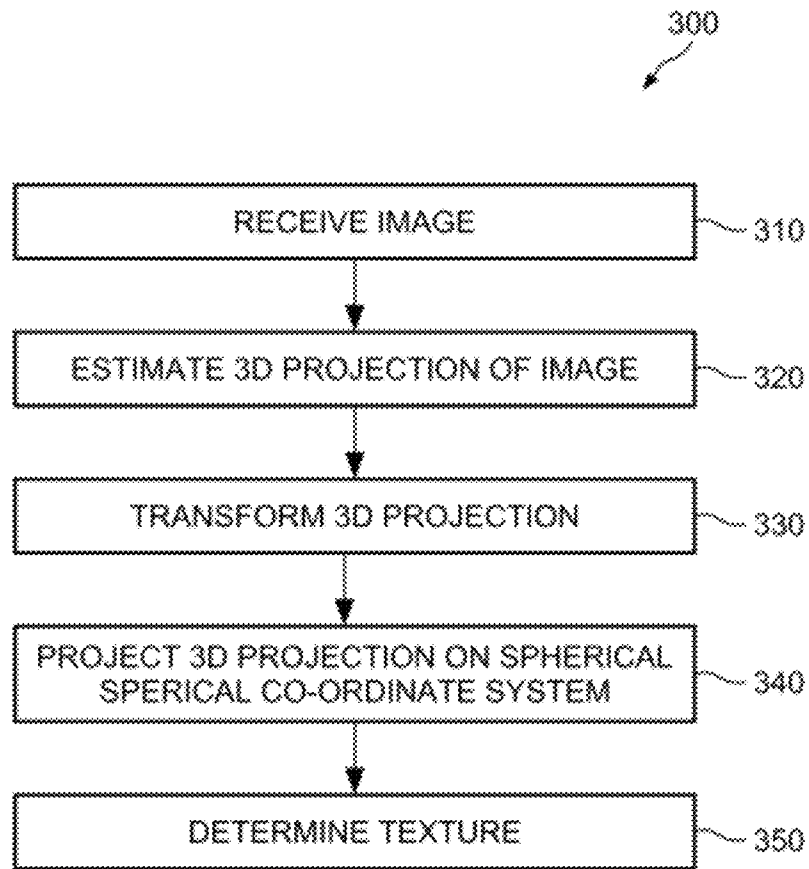 300
RECEIVE IMAGE
310
ESTIMATE 3D PROJECTION OF IMAGE
320
TRANSFORM 3D PROJECTION
330
PROJECT 3D PROJECTION ON SPHERICAL
SPERICAL CO-ORDINATE SYSTEM
340
DETERMINE TEXTURE
350